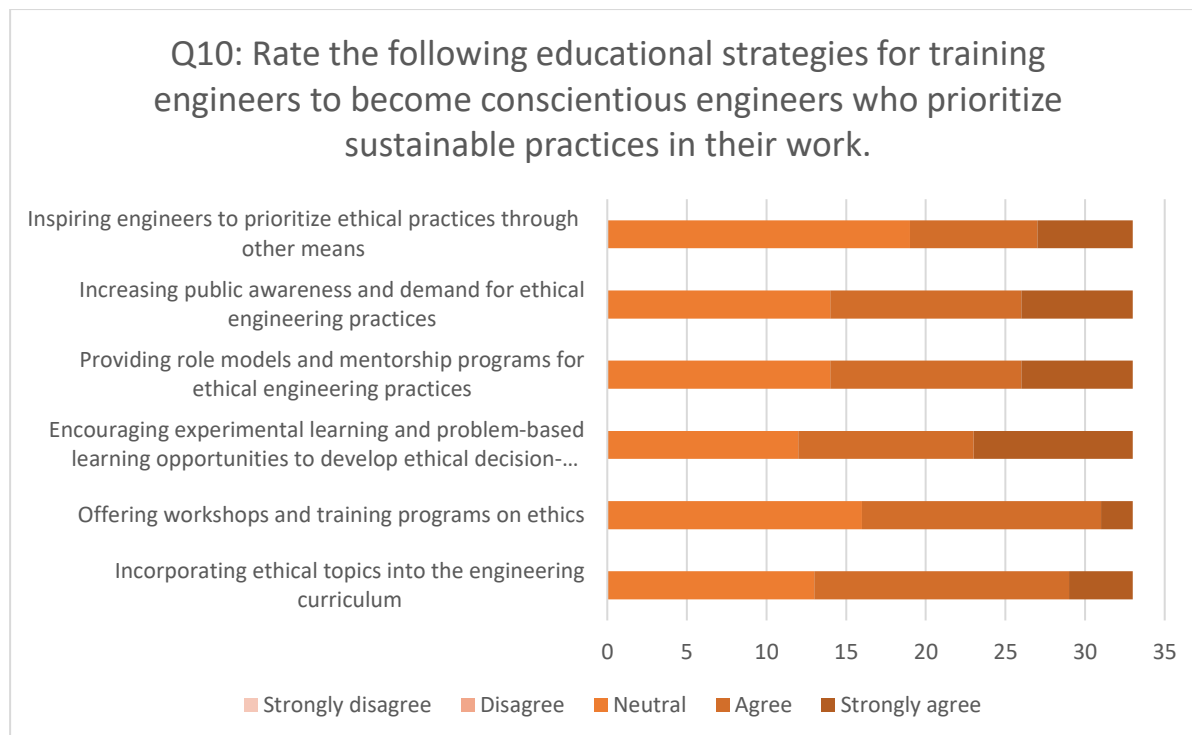 Q10: Rate the following educational strategies for training
engineers to become conscientious engineers who prioritize
sustainable practices in their work.
Inspiring engineers to prioritize ethical practices through
other means
Increasing public awareness and demand for ethical
engineering practices
Providing role models and mentorship programs for
ethical engineering practices
Encouraging experimental learning and problem-based
learning opportunities to develop ethical decision-...
Offering workshops and training programs on ethics
Incorporating ethical topics into the engineering
curriculum
0 5 10 15 20 25 30 35
Strongly disagree Disagree Neutral Agree Strongly agree